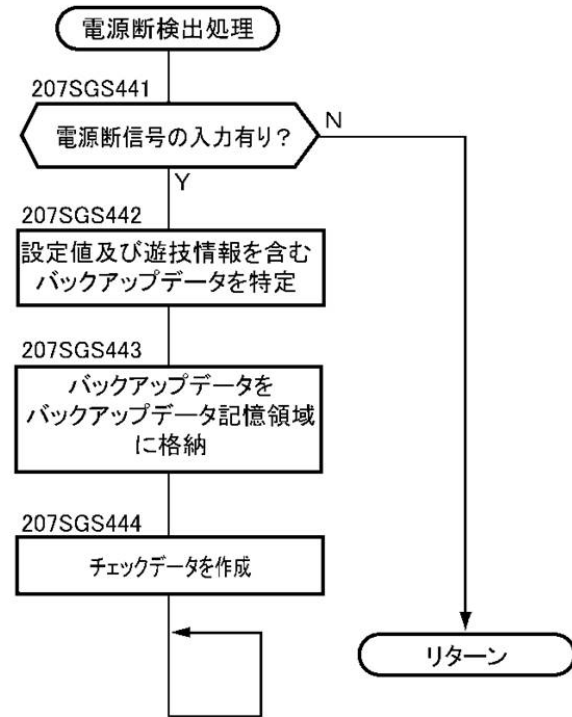 電源断検出処理
207SGS441
電源断信号の入力有り?
N
Y
207SGS442
設定値及び遊技情報を含む
バックアップデータを特定
207SGS443
バックアップデータを
バックアップデータ記憶領域
に格納
207SGS444
チェックデータを作成
リターン